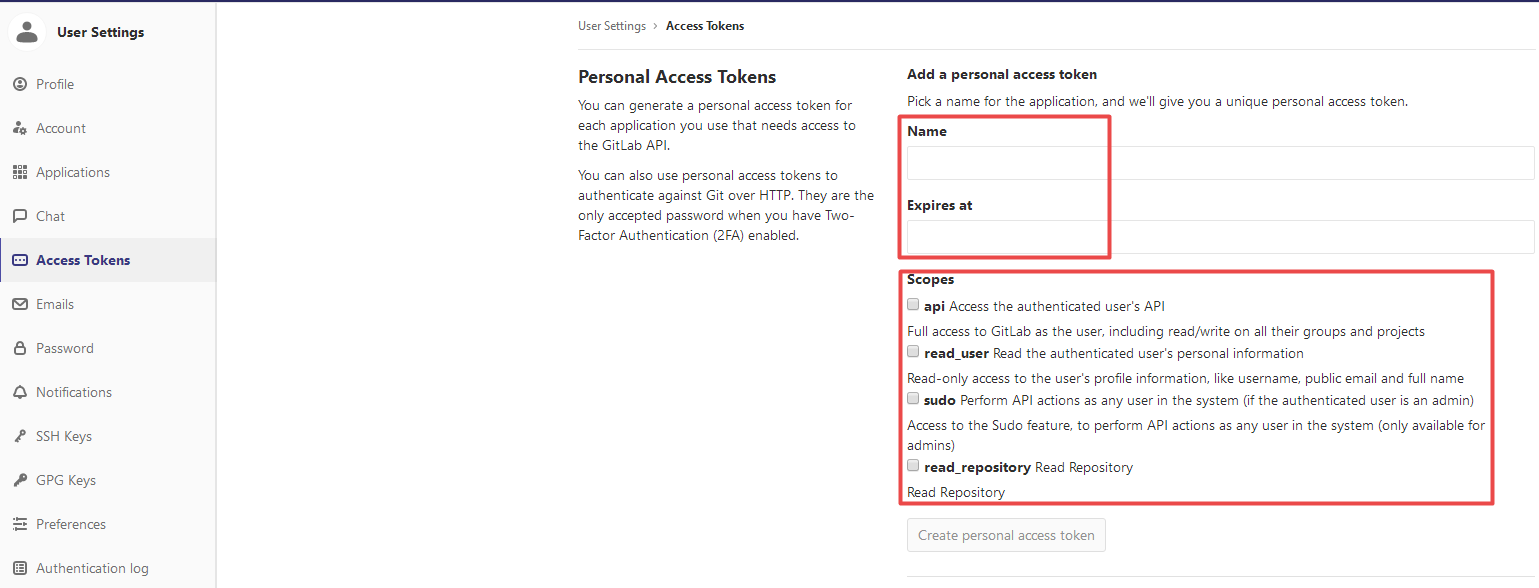 User Settings
Profile
Account
Applications
Chat
Access Tokens
Emails
Password
Notifications
SSH Keys
GPG Keys
Preferences
Authentication log
User Settings › Access Tokens
Personal Access Tokens
You can generate a personal access token for
each application you use that needs access to
the GitLab API.
You can also use personal access tokens to
authenticate against Git over HTTP. They are the
only accepted password when you have Two-
Factor Authentication (2FA) enabled.
Add a personal access token
Pick a name for the application, and we'll give you a unique personal access token.
Name
Expires at
Scopes
api Access the authenticated user's API
Full access to GitLab as the user, including read/write on all their groups and projects
read_user Read the authenticated user's personal information
Read-only access to the user's profile information, like username, public email and full name
sudo Perform API actions as any user in the system (if the authenticated user is an admin)
Access to the Sudo feature, to perform API actions as any user in the system (only available for
admins)
read_repository Read Repository
Read Repository
Create personal access token